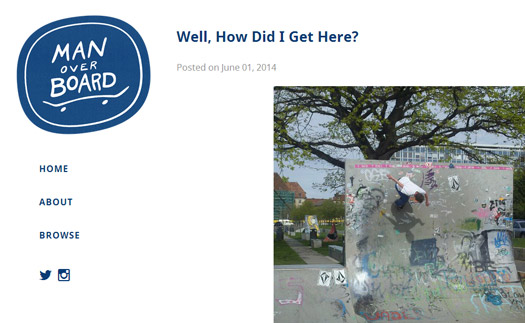 MAN
OVER
BOARD
HOME
ABOUT
BROWSE
Well, How Did I Get Here?
Posted on June 01, 2014